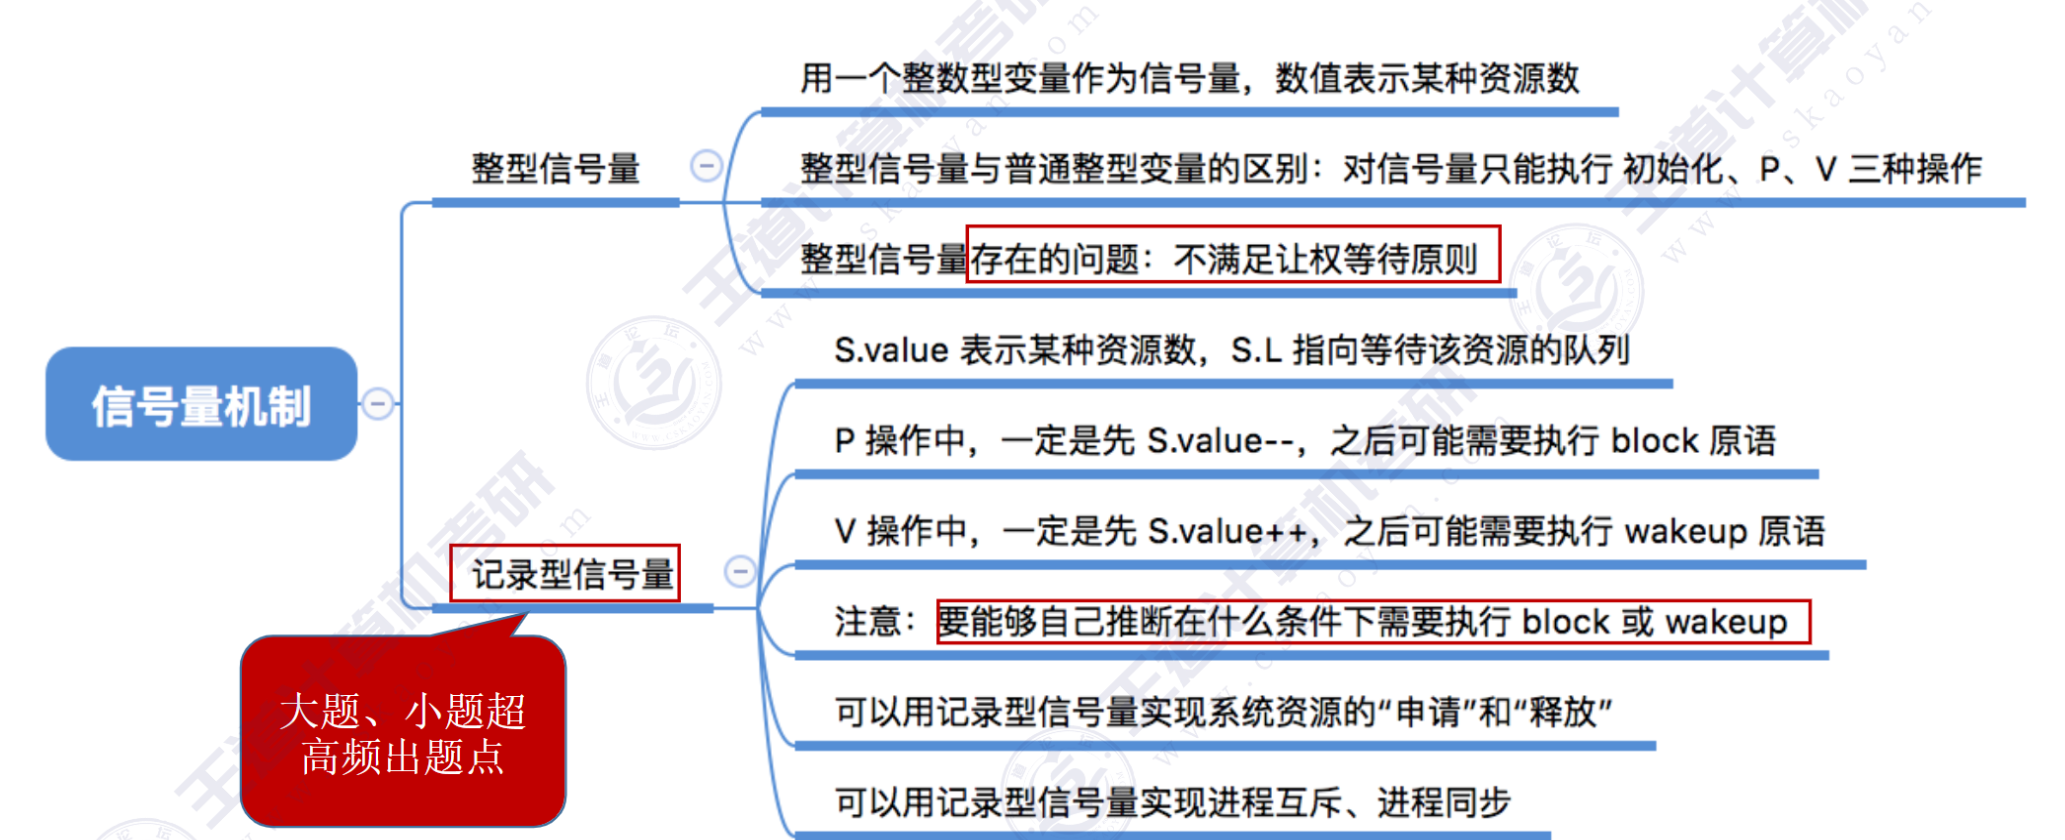 用一个整数型变量作为信号量，数值表示某种资源数
整型信号量
整型信号量与普通整型变量的区别：对信号量只能执行 初始化、P、V 三种操作
整型信号量存在的问题：不满足让权等待原则
信号量机制
S.value 表示某种资源数，S.L 指向等待该资源的队列
P 操作中，一定是先 S.value--，之后可能需要执行 block 原语
V 操作中，一定是先 S.value++，之后可能需要执行 wakeup 原语
记录型信号量
注意：要能够自己推断在什么条件下需要执行 block 或 wakeup
可以用记录型信号量实现系统资源的“申请”和“释放”
可以用记录型信号量实现进程互斥、进程同步
大题、小题超
高频出题点
王道计算机考研